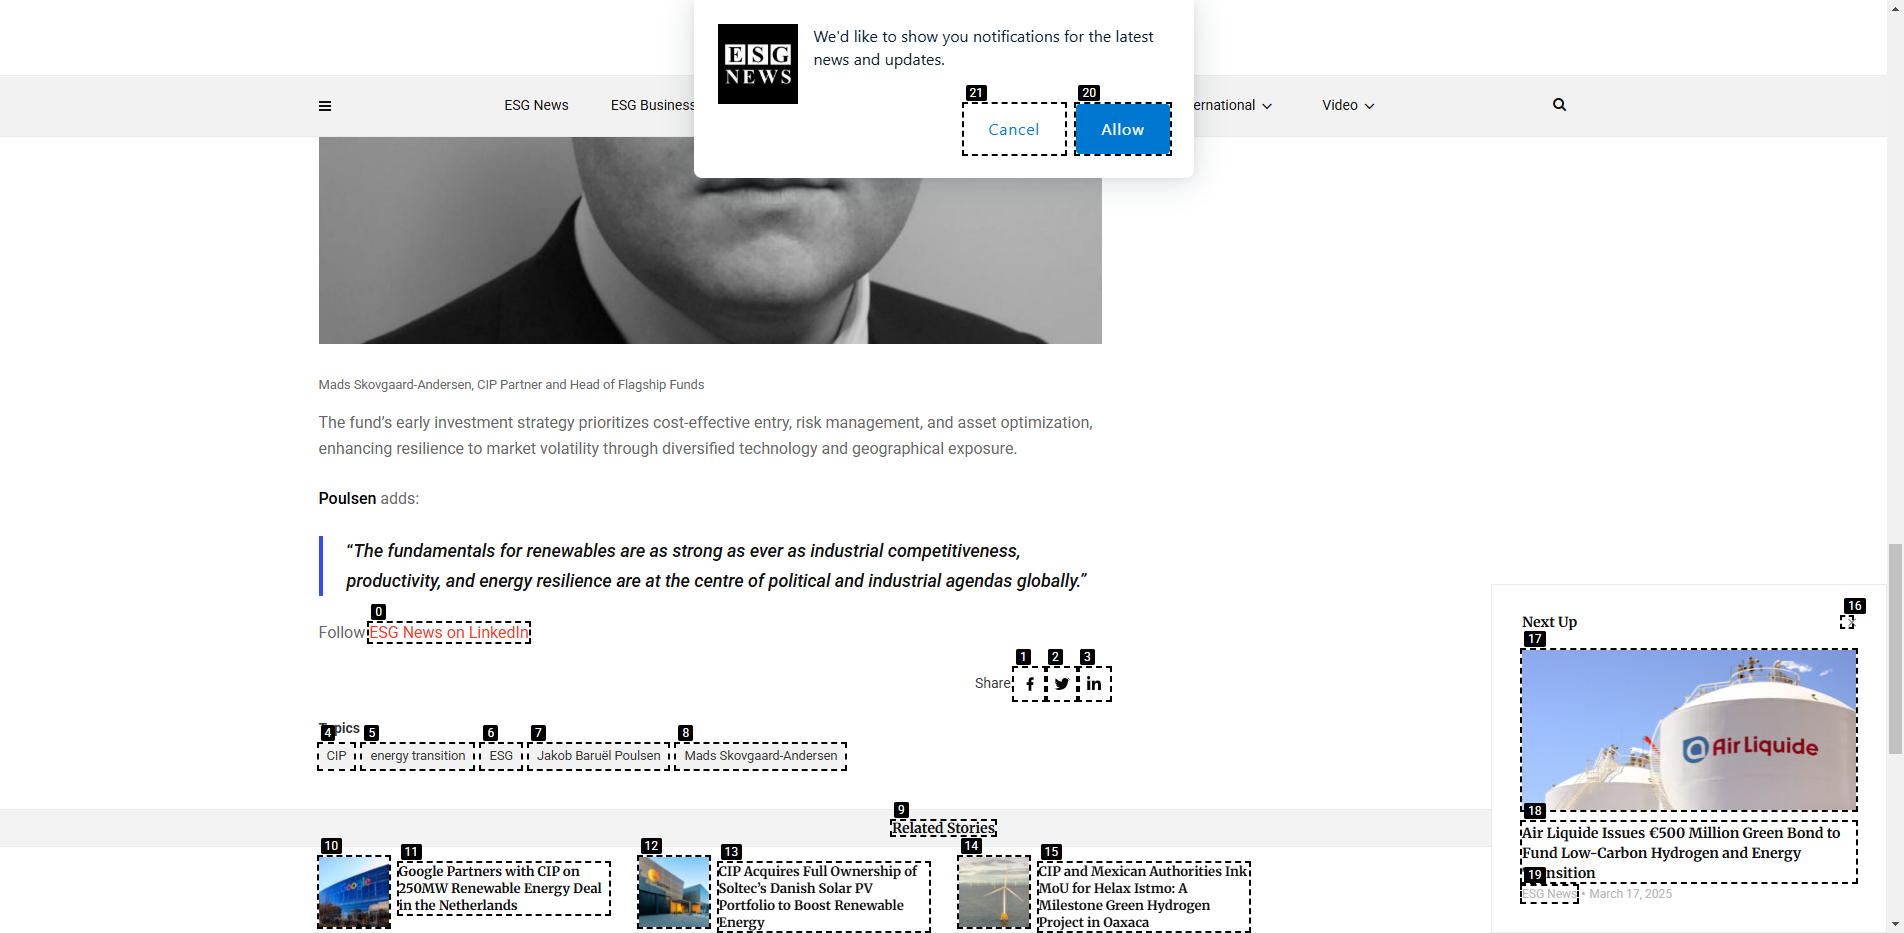 ESG
NEWS
We'd like to show you notifications for the latest
news and updates.
21
20
Cancel
Allow
ESG News
ESG Business
ernational
Video
Mads Skovgaard-Andersen, CIP Partner and Head of Flagship Funds
The fund’s early investment strategy prioritizes cost-effective entry, risk management, and asset optimization,
enhancing resilience to market volatility through diversified technology and geographical exposure.
Poulsen adds:
“The fundamentals for renewables are as strong as ever as industrial competitiveness,
productivity, and energy resilience are at the centre of political and industrial agendas globally.”
0
Follow ESG News on LinkedIn
1 2 3
Share
Topics
4 5 6 7 8
CIP energy transition ESG Jakob Baruël Poulsen Mads Skovgaard-Andersen
9
Related Stories
10
11
Google Partners with CIP on
250MW Renewable Energy Deal
in the Netherlands
12
13
CIP Acquires Full Ownership of
Soltec’s Danish Solar PV
Portfolio to Boost Renewable
Energy
14
15
CIP and Mexican Authorities Ink
MoU for Helax Istmo: A
Milestone Green Hydrogen
Project in Oaxaca
16
Next Up
17
Air Liquide
18
Air Liquide Issues €500 Million Green Bond to
Fund Low-Carbon Hydrogen and Energy
Transition
19
ESG News • March 17, 2025